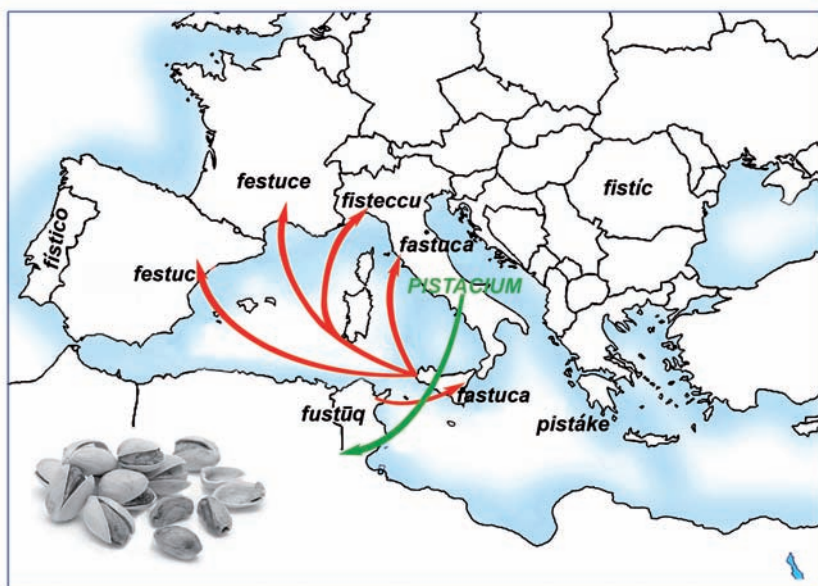 festuce
fisteccu
fistíc
fistico
fastuca
festuc
PISTACIUM
fustūq
fastuca
pistáke